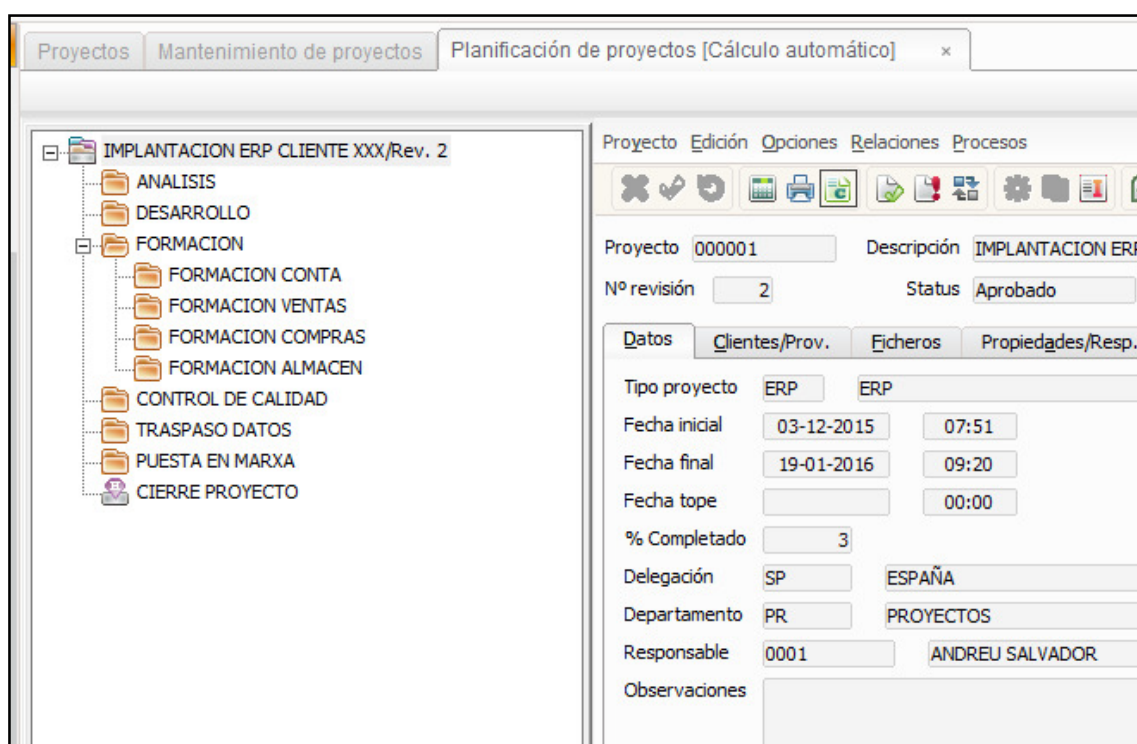 Proyectos Mantenimiento de proyectos Planificación de proyectos [Cálculo automático] ×
IMPLANTACION ERP CLIENTE XXX/Rev. 2
ANALISIS
DESARROLLO
FORMACION
FORMACION CONTA
FORMACION VENTAS
FORMACION COMPRAS
FORMACION ALMACEN
CONTROL DE CALIDAD
TRASPASO DATOS
PUESTA EN MARXA
CIERRE PROYECTO
Proyecto Edición Opciones Relaciones Procesos
Proyecto 000001 Descripción IMPLANTACION ERP
Nº revisión 2 Status Aprobado
Datos Clientes/Prov. Ficheros Propiedades/Resp.
Tipo proyecto ERP ERP
Fecha inicial 03-12-2015 07:51
Fecha final 19-01-2016 09:20
Fecha tope 00:00
% Completado 3
Delegación SP ESPAÑA
Departamento PR PROYECTOS
Responsable 0001 ANDREU SALVADOR
Observaciones